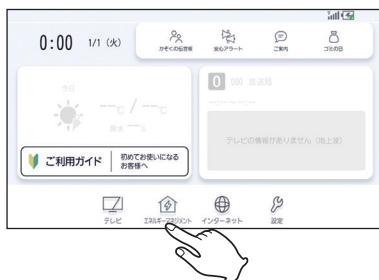 0:00 1/1 (火)
かぞくの伝言板 安心アラート ご案内 ゴミの日
今日
--℃ / --℃
降水 --%
0 000 放送局
--:-- ~ --:--
テレビの情報がありません (地上波)
ご利用ガイド 初めてお使いになる
お客様へ
テレビ エネルギーマネジメント インターネット 設定